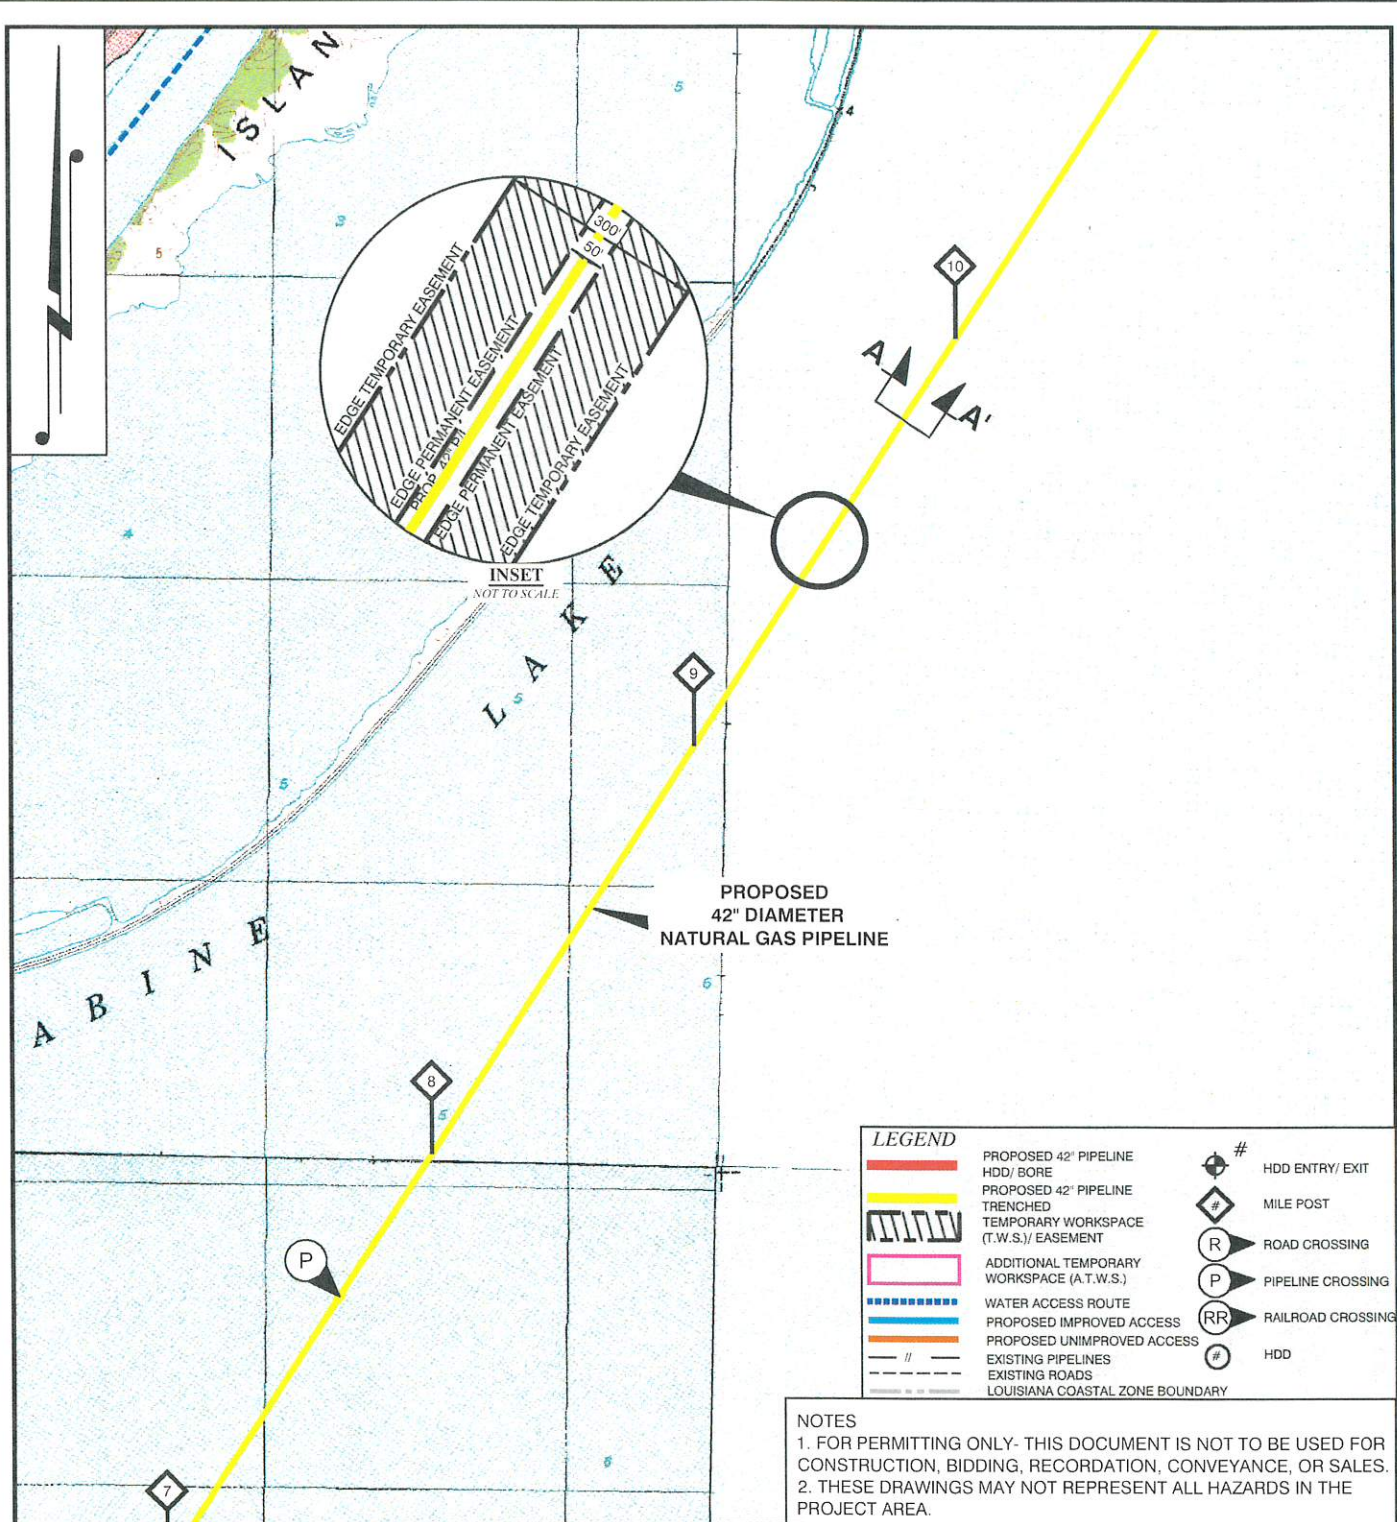 ISLAN
5
3
5
4
3
300'
50'
EDGE TEMPORARY EASEMENT
EDGE PERMANENT EASEMENT
PROP. 42" P/
EDGE PERMANENT EASEMENT
EDGE TEMPORARY EASEMENT
INSET
NOT TO SCALE
10
A
A'
LAKE
5
9
5
ABINE
PROPOSED
42" DIAMETER
NATURAL GAS PIPELINE
6
8
5
P
7
6
LEGEND
PROPOSED 42" PIPELINE
HDD/ BORE
PROPOSED 42" PIPELINE
TRENCHED
TEMPORARY WORKSPACE
(T.W.S.)/ EASEMENT
ADDITIONAL TEMPORARY
WORKSPACE (A.T.W.S.)
WATER ACCESS ROUTE
PROPOSED IMPROVED ACCESS
PROPOSED UNIMPROVED ACCESS
// EXISTING PIPELINES
EXISTING ROADS
LOUISIANA COASTAL ZONE BOUNDARY
# HDD ENTRY/ EXIT
# MILE POST
R ROAD CROSSING
P PIPELINE CROSSING
RR RAILROAD CROSSING
# HDD
NOTES
1. FOR PERMITTING ONLY- THIS DOCUMENT IS NOT TO BE USED FOR
CONSTRUCTION, BIDDING, RECORDATION, CONVEYANCE, OR SALES.
2. THESE DRAWINGS MAY NOT REPRESENT ALL HAZARDS IN THE
PROJECT AREA.